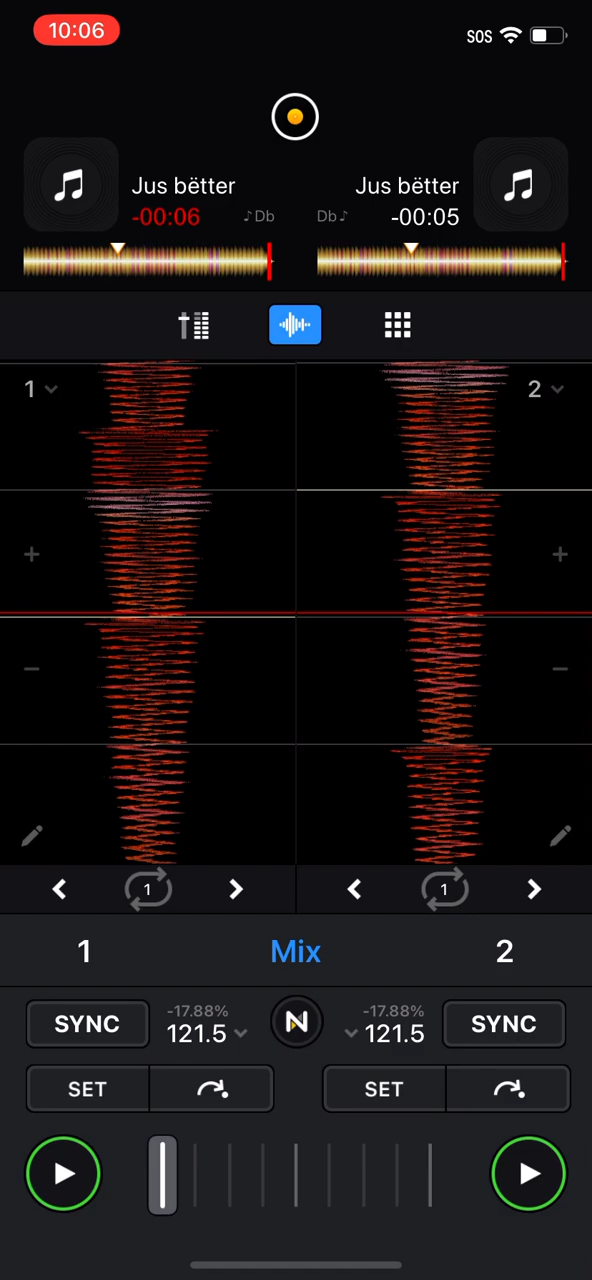 10:06
SOS
Jus bëtter
-00:06
Db
Jus bëtter
Db
-00:05
1
2
1
1
1
Mix
2
SYNC
-17.88%
121.5
N
-17.88%
121.5
SYNC
SET
SET